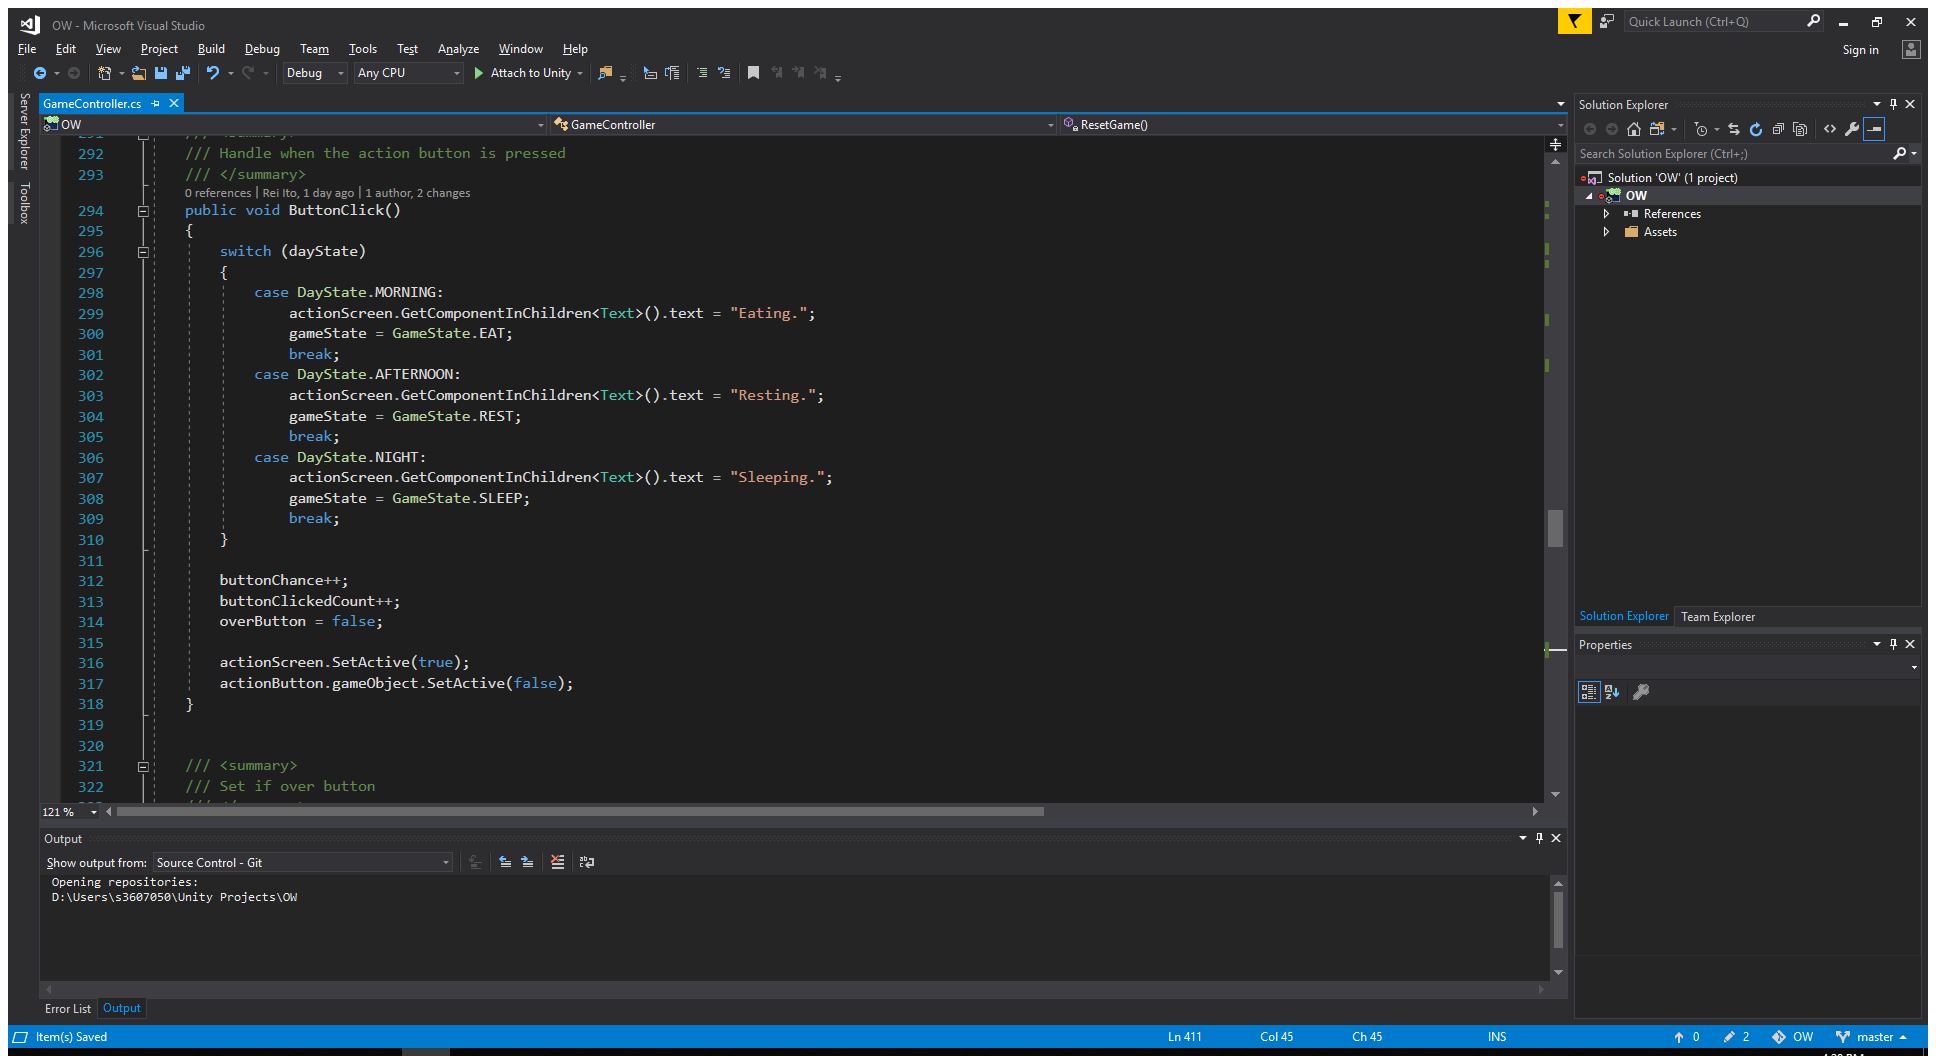 OW - Microsoft Visual Studio
Quick Launch (Ctrl+Q)
File Edit View Project Build Debug Team Tools Test Analyze Window Help
Sign in
Debug Any CPU Attach to Unity
Server Explorer
Toolbox
GameController.cs
OW GameController ResetGame()
292 /// Handle when the action button is pressed
293 /// </summary>
0 references | Rei Ito, 1 day ago | 1 author, 2 changes
294 public void ButtonClick()
295 {
296 switch (dayState)
297 {
298 case DayState.MORNING:
299 actionScreen.GetComponentInChildren<Text>().text = "Eating.";
300 gameState = GameState.EAT;
301 break;
302 case DayState.AFTERNOON:
303 actionScreen.GetComponentInChildren<Text>().text = "Resting.";
304 gameState = GameState.REST;
305 break;
306 case DayState.NIGHT:
307 actionScreen.GetComponentInChildren<Text>().text = "Sleeping.";
308 gameState = GameState.SLEEP;
309 break;
310 }
311
312 buttonChance++;
313 buttonClickedCount++;
314 overButton = false;
315
316 actionScreen.SetActive(true);
317 actionButton.gameObject.SetActive(false);
318 }
319
320
321 /// <summary>
322 /// Set if over button
121 %
Output
Show output from: Source Control - Git
Opening repositories:
D:\Users\s3607050\Unity Projects\OW
Error List Output
Solution Explorer
Search Solution Explorer (Ctrl+;)
Solution 'OW' (1 project)
OW
References
Assets
Solution Explorer Team Explorer
Properties
Item(s) Saved Ln 411 Col 45 Ch 45 INS 0 2 OW master